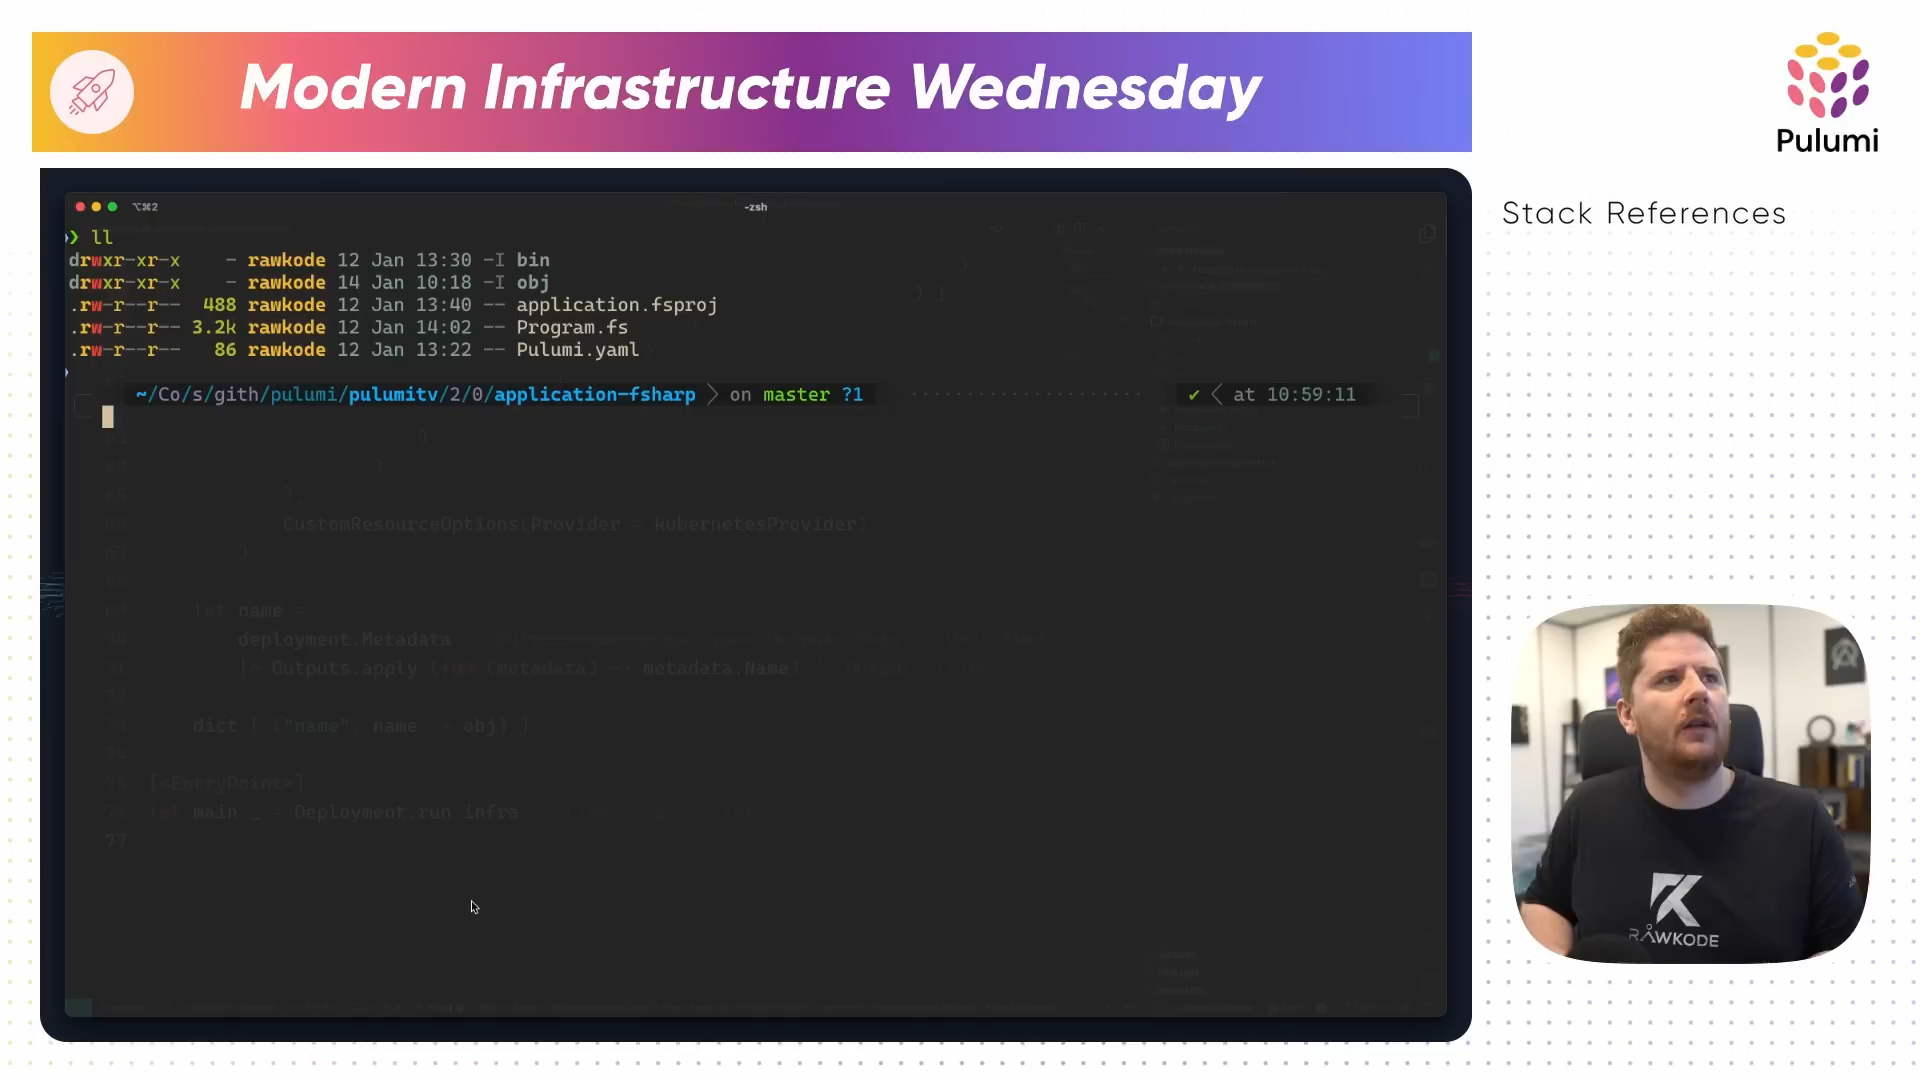 Modern Infrastructure Wednesday
Pulumi
Stack References
⌥⌘2
-zsh
❯ ll
drwxr-xr-x - rawkode 12 Jan 13:30 -I bin
drwxr-xr-x - rawkode 14 Jan 10:18 -I obj
.rw-r--r-- 488 rawkode 12 Jan 13:40 -- application.fsproj
.rw-r--r-- 3.2k rawkode 12 Jan 14:02 -- Program.fs
.rw-r--r-- 86 rawkode 12 Jan 13:22 -- Pulumi.yaml
~/Co/s/gith/pulumi/pulumitv/2/0/application-fsharp on master ?1 ✔ at 10:59:11
CustomResourceOptions(Provider = kubernetesProvider)
let name =
deployment.Metadata
|> Outputs.apply (fun (metadata) -> metadata.Name)
dict [ ("name", name :> obj) ]
[<EntryPoint>]
let main _ = Deployment.run infra
77
RAWKODE